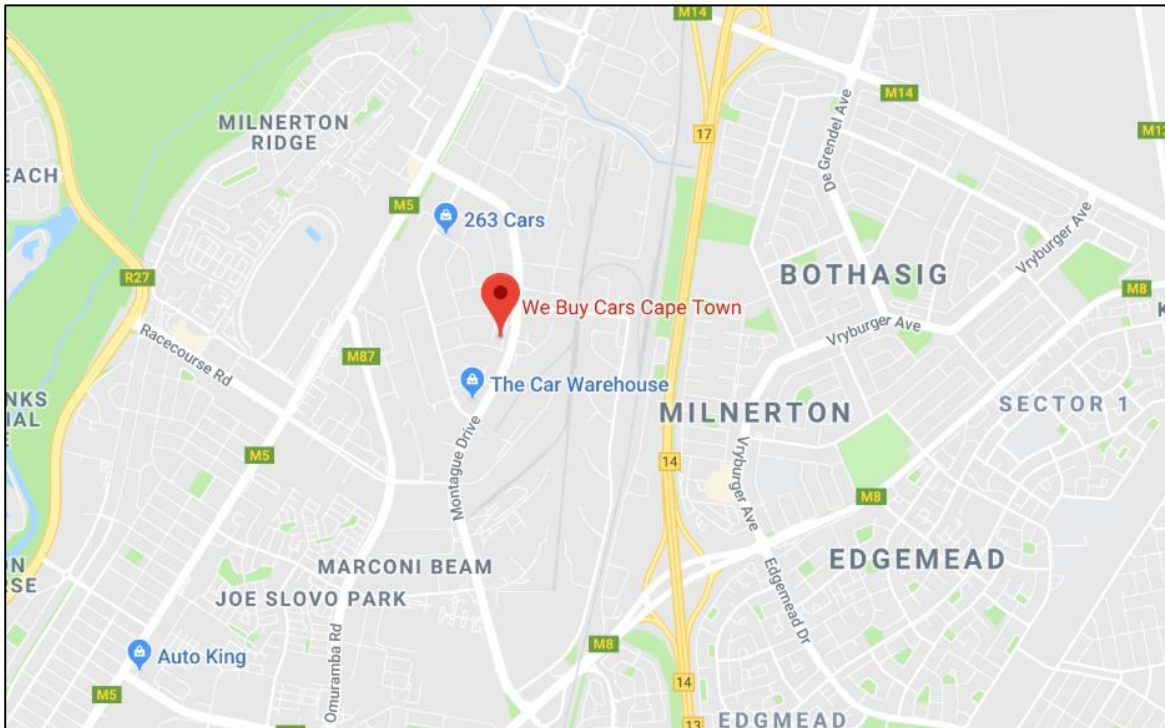 M14
M14
M12
17
MILNERTON
RIDGE
De Grendel Ave
EACH
M5
263 Cars
Vryburger Ave
BOTHASIG
R27
M8
We Buy Cars Cape Town
K
Vryburger Ave
Racecourse Rd
M87
The Car Warehouse
NKS
IAL
SECTOR 1
MILNERTON
Montague Drive
Vryburger Ave
M5
14
M8
EDGEMEAD
MARCONI BEAM
ON
RSE
JOE SLOVO PARK
Edgemead Dr
Omuramba Rd
M8
Auto King
14
M5
13
EDGMEAD